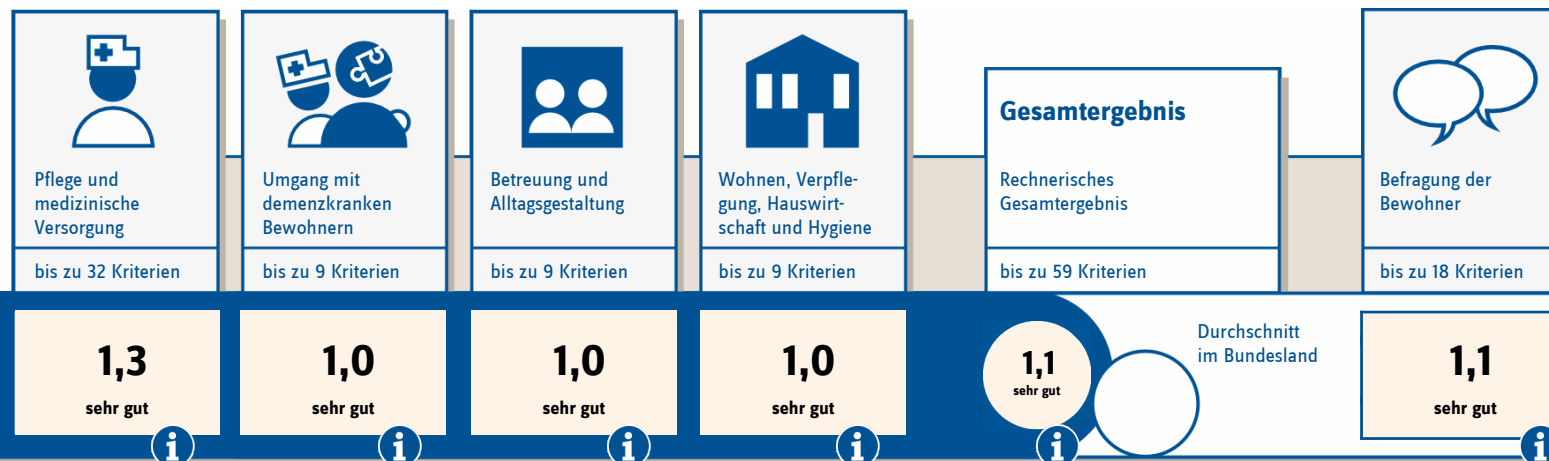 Pflege und
medizinische
Versorgung
bis zu 32 Kriterien
1,3
sehr gut
i
Umgang mit
demenzkranken
Bewohnern
bis zu 9 Kriterien
1,0
sehr gut
i
Betreuung und
Alltagsgestaltung
bis zu 9 Kriterien
1,0
sehr gut
i
Wohnen, Verpfle-
gung, Hauswirt-
schaft und Hygiene
bis zu 9 Kriterien
1,0
sehr gut
i
Gesamtergebnis
Rechnerisches
Gesamtergebnis
bis zu 59 Kriterien
1,1
sehr gut
i
Durchschnitt
im Bundesland
Befragung der
Bewohner
bis zu 18 Kriterien
1,1
sehr gut
i